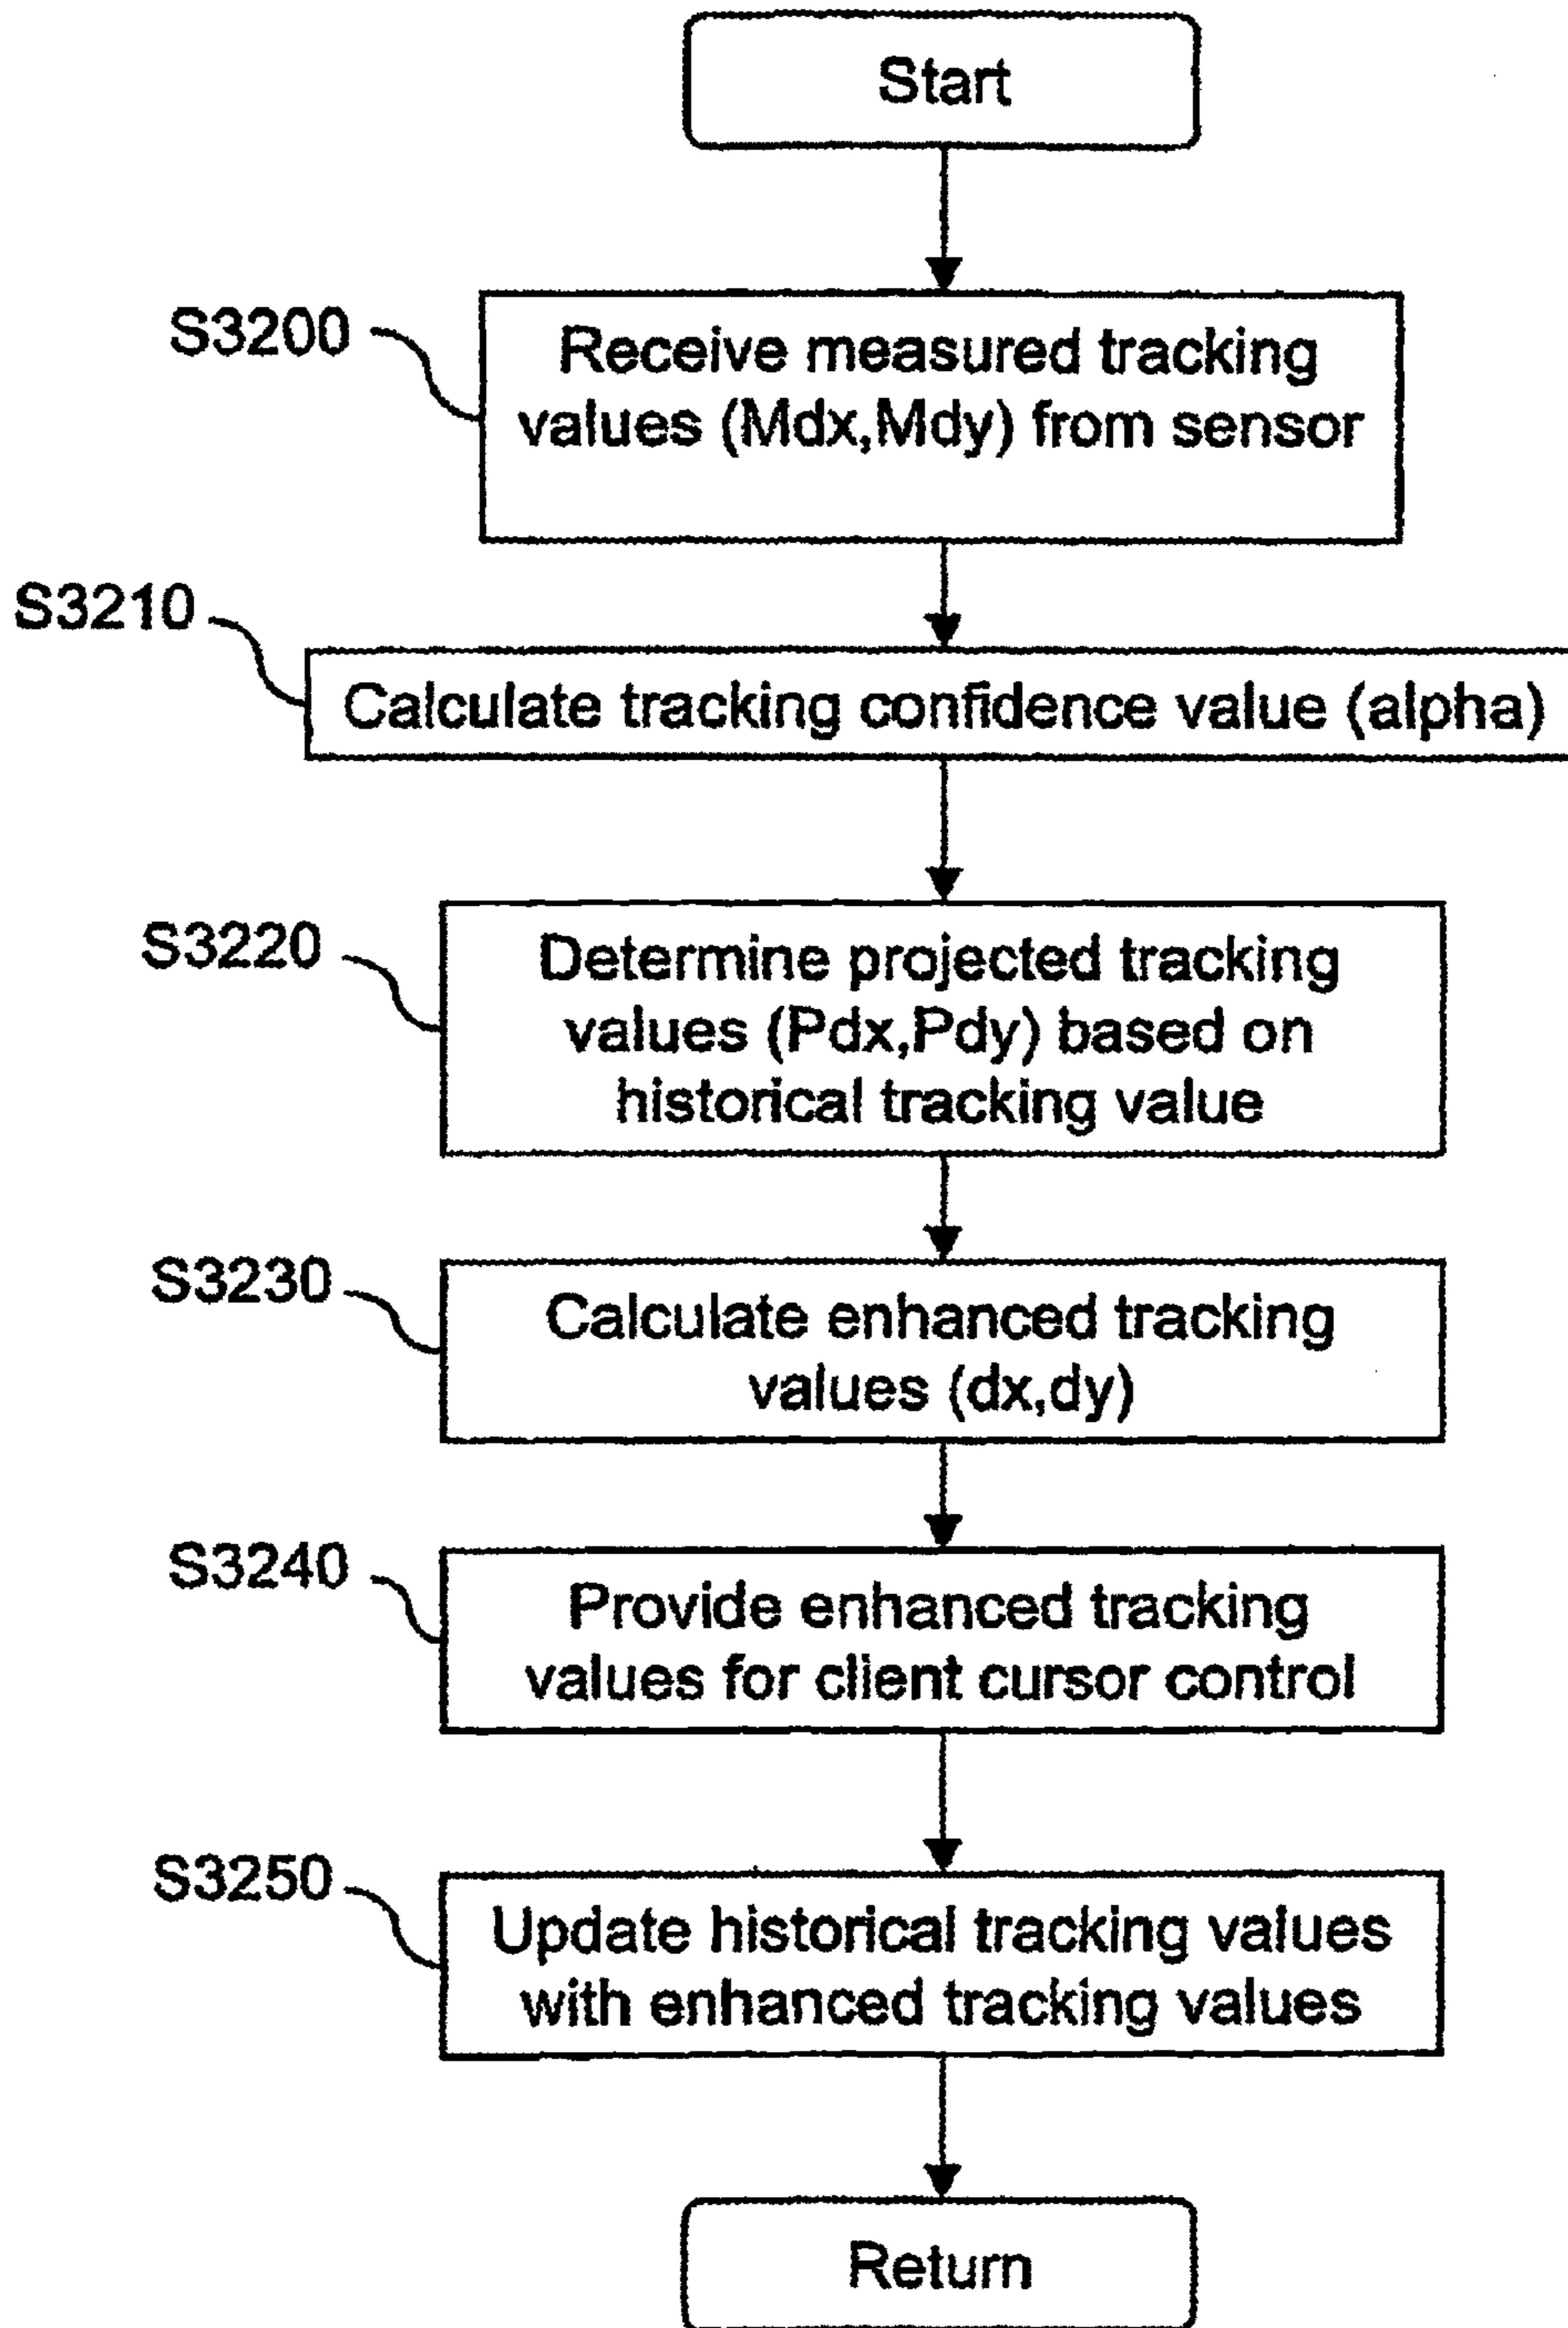 Start
S3200
Receive measured tracking
values (Mdx,Mdy) from sensor
S3210
Calculate tracking confidence value (alpha)
S3220
Determine projected tracking
values (Pdx,Pdy) based on
historical tracking value
S3230
Calculate enhanced tracking
values (dx,dy)
S3240
Provide enhanced tracking
values for client cursor control
S3250
Update historical tracking values
with enhanced tracking values
Return